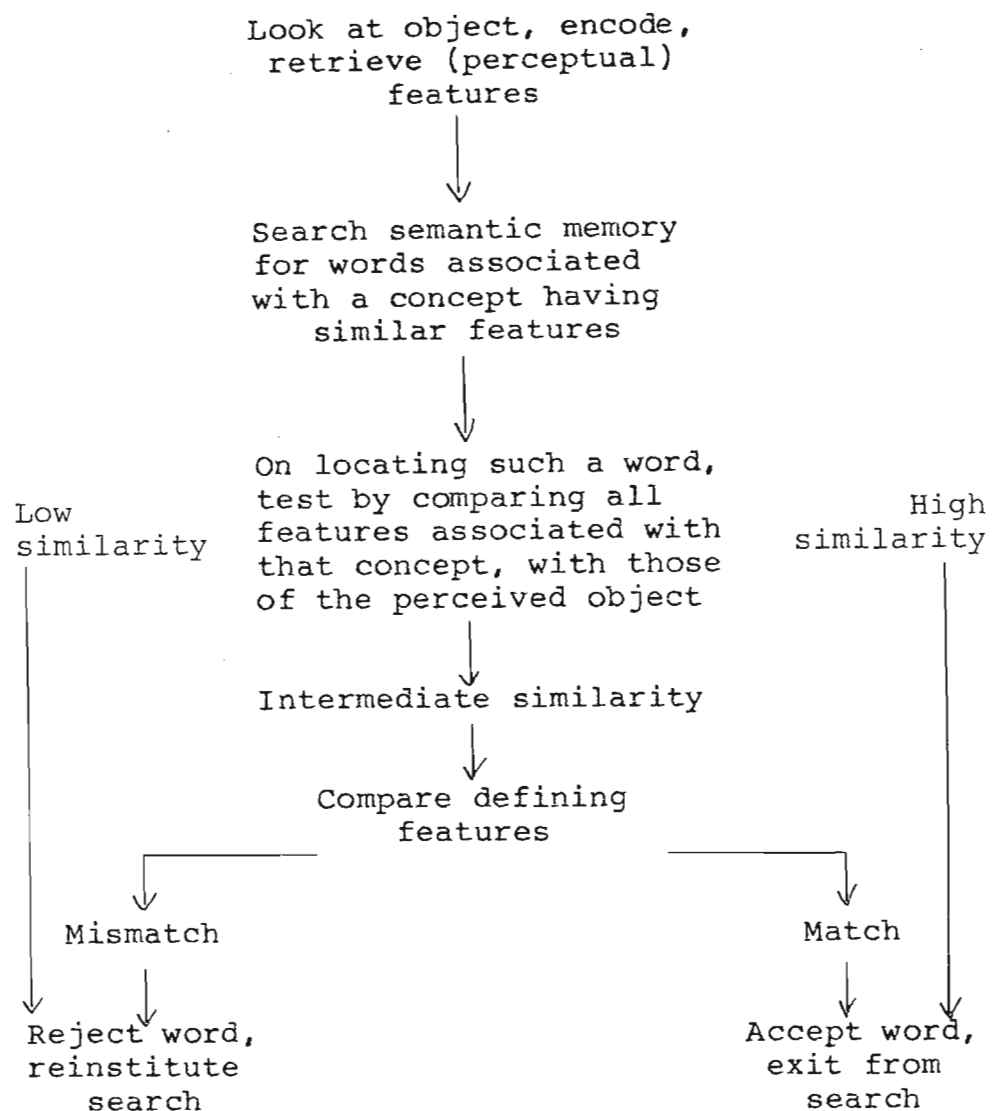 Look at object, encode,
retrieve (perceptual)
features
Search semantic memory
for words associated
with a concept having
similar features
On locating such a word,
test by comparing all
features associated with
that concept, with those
of the perceived object
Low
similarity
High
similarity
Intermediate similarity
Compare defining
features
Mismatch
Match
Reject word,
reinstitute
search
Accept word,
exit from
search